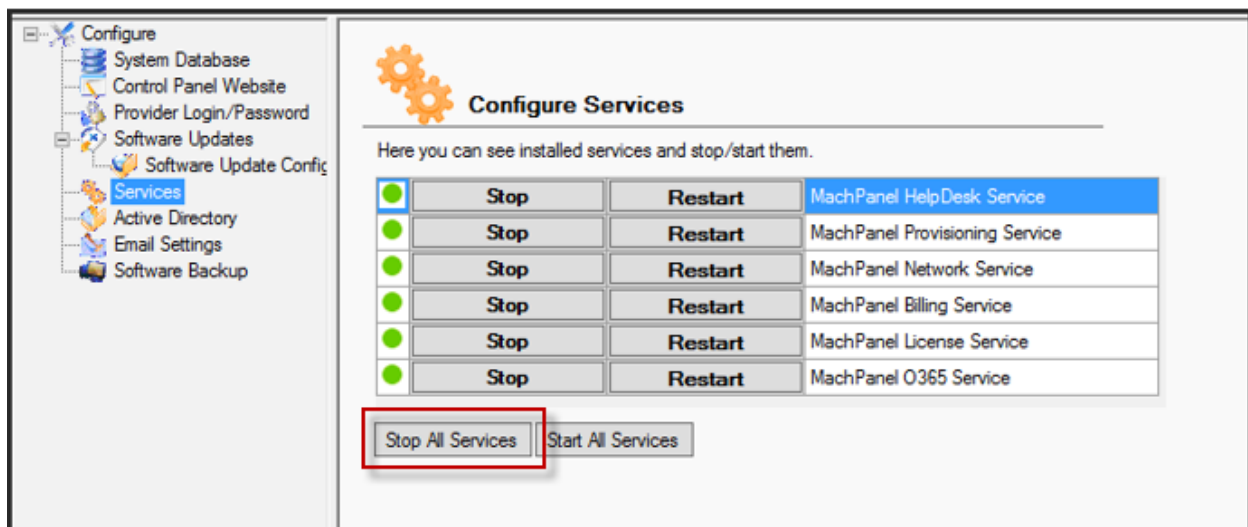 Configure
System Database
Control Panel Website
Provider Login/Password
Software Updates
Software Update Config
Services
Active Directory
Email Settings
Software Backup
Configure Services
Here you can see installed services and stop/start them.
Stop Restart MachPanel HelpDesk Service
Stop Restart MachPanel Provisioning Service
Stop Restart MachPanel Network Service
Stop Restart MachPanel Billing Service
Stop Restart MachPanel License Service
Stop Restart MachPanel O365 Service
Stop All Services Start All Services